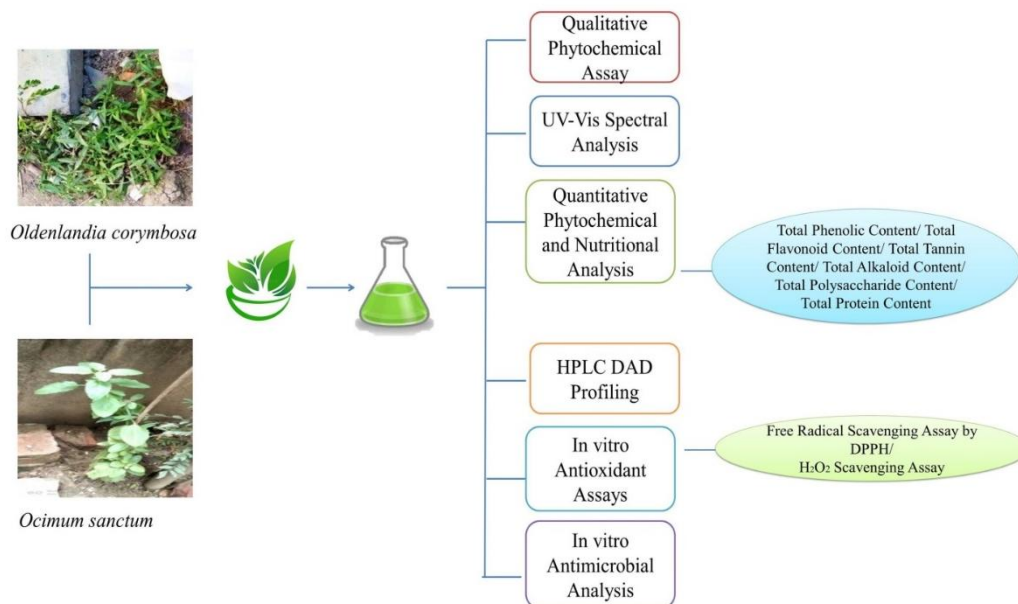 Oldenlandia corymbosa
Ocimum sanctum
Qualitative
Phytochemical
Assay
UV-Vis Spectral
Analysis
Quantitative
Phytochemical
and Nutritional
Analysis
Total Phenolic Content/ Total
Flavonoid Content/ Total Tannin
Content/ Total Alkaloid Content/
Total Polysaccharide Content/
Total Protein Content
HPLC DAD
Profiling
In vitro
Antioxidant
Assays
Free Radical Scavenging Assay by
DPPH/
H₂O₂ Scavenging Assay
In vitro
Antimicrobial
Analysis